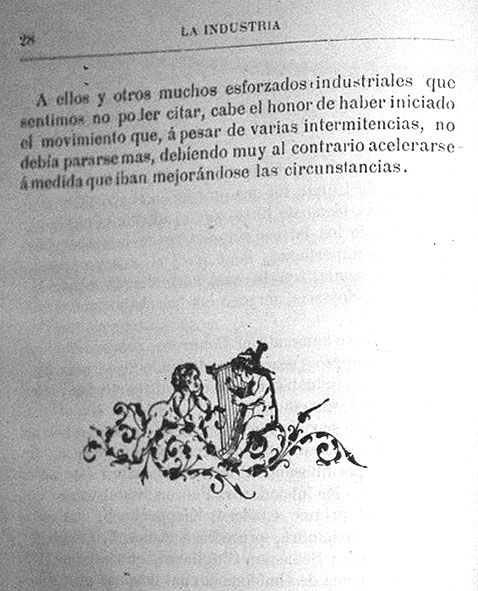 28
LA INDUSTRIA
A ellos y otros muchos esforzados industriales que
sentimos no poder citar, cabe el honor de haber iniciado
el movimiento que, á pesar de varias intermitencias, no
debía pararse mas, debiendo muy al contrario acelerarse
á medida que iban mejorándose las circunstancias.